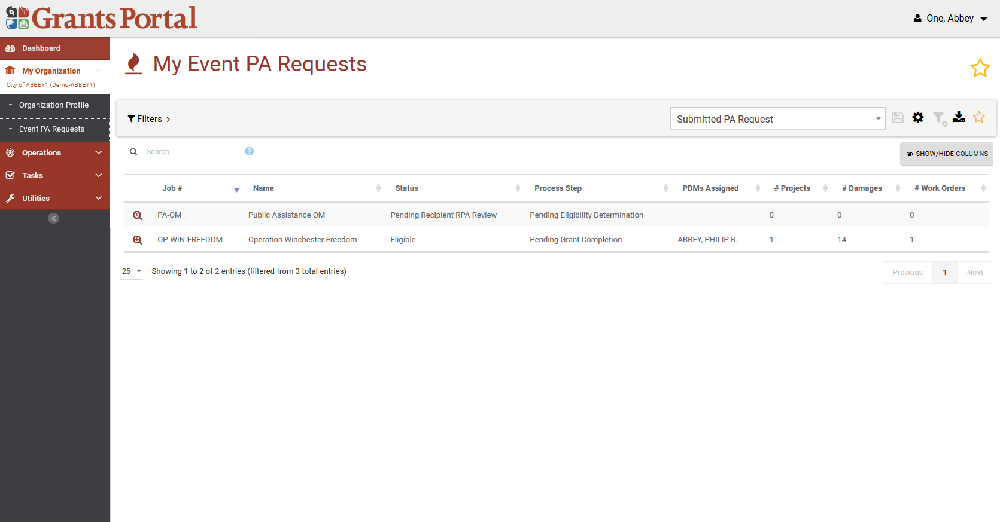 Grants Portal
One, Abbey
Dashboard
My Organization
City of ABBEY1 (Demo-ABBEY1)
Organization Profile
Event PA Requests
Operations
Tasks
Utilities
My Event PA Requests
Filters
Submitted PA Request
Search...
SHOW/HIDE COLUMNS
Job # Name Status Process Step PDMs Assigned # Projects # Damages # Work Orders
PA-OM Public Assistance OM Pending Recipient RPA Review Pending Eligibility Determination 0 0 0
OP-WIN-FREEDOM Operation Winchester Freedom Eligible Pending Grant Completion ABBEY, PHILIP R. 1 14 1
25 Showing 1 to 2 of 2 entries (filtered from 3 total entries) Previous 1 Next